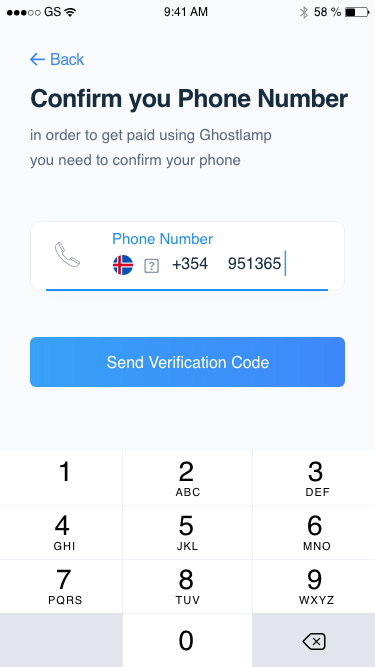 GS 9:41 AM 58 %
Back
Confirm you Phone Number
in order to get paid using Ghostlamp
you need to confirm your phone
Phone Number
? +354 951365
Send Verification Code
1 2 3
ABC DEF
4 5 6
GHI JKL MNO
7 8 9
PQRS TUV WXYZ
0